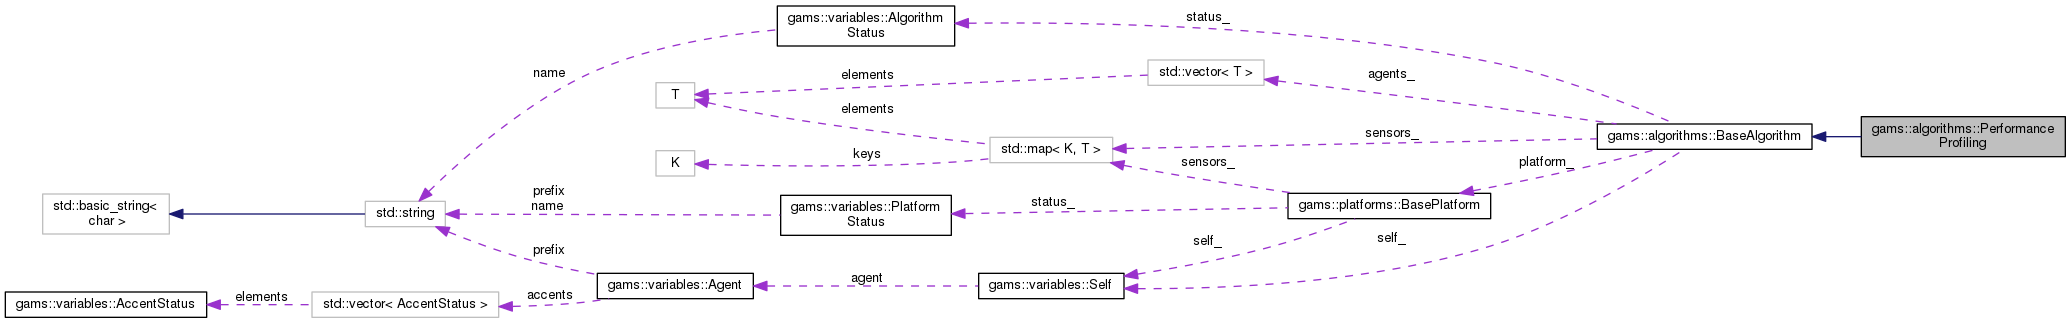 gams::variables::Algorithm
Status
status_
name
elements
std::vector< T >
agents_
T
elements
sensors_
gams::algorithms::BaseAlgorithm
gams::algorithms::Performance
Profiling
std::map< K, T >
keys
K
sensors_
platform_
prefix
name
std::basic_string<
char >
std::string
gams::variables::Platform
Status
status_
gams::platforms::BasePlatform
self_
self_
prefix
agent
gams::variables::Agent
gams::variables::Self
accents
elements
gams::variables::AccentStatus
std::vector< AccentStatus >